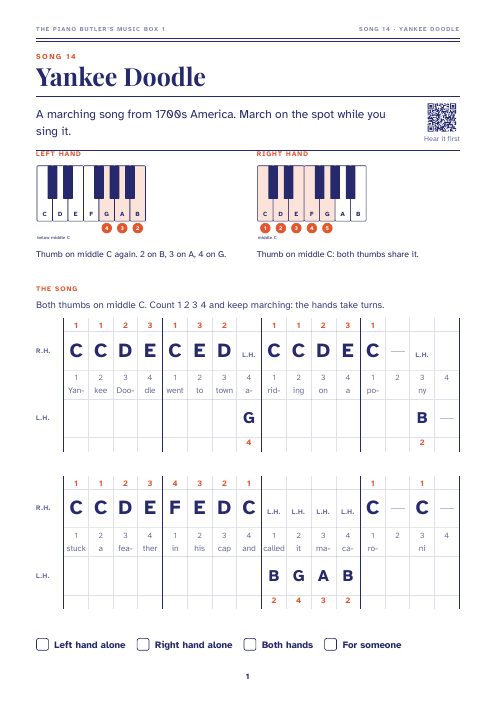 THE PIANO BUTLER'S MUSIC BOX 1
SONG 14 · YANKEE DOODLE
SONG 14
Yankee Doodle
A marching song from 1700s America. March on the spot while you
sing it.
Hear it first
LEFT HAND
RIGHT HAND
C D E F G A B
C D E F G A B
4 3 2
1 2 3 4 5
below middle C
middle C
Thumb on middle C again. 2 on B, 3 on A, 4 on G.
Thumb on middle C: both thumbs share it.
THE SONG
Both thumbs on middle C. Count 1 2 3 4 and keep marching: the hands take turns.
1 1 2 3 1 3 2 1 1 2 3 1
R.H. C C D E C E D L.H. C C D E C — L.H.
1 2 3 4 1 2 3 4 1 2 3 4 1 2 3 4
Yan- kee Doo- dle went to town a- rid- ing on a po- ny
L.H. G B —
4 2
1 1 2 3 4 3 2 1 1 1
R.H. C C D E F E D C L.H. L.H. L.H. L.H. C — C —
1 2 3 4 1 2 3 4 1 2 3 4 1 2 3 4
stuck a fea- ther in his cap and called it ma- ca- ro- ni
L.H. B G A B
2 4 3 2
Left hand alone Right hand alone Both hands For someone
1